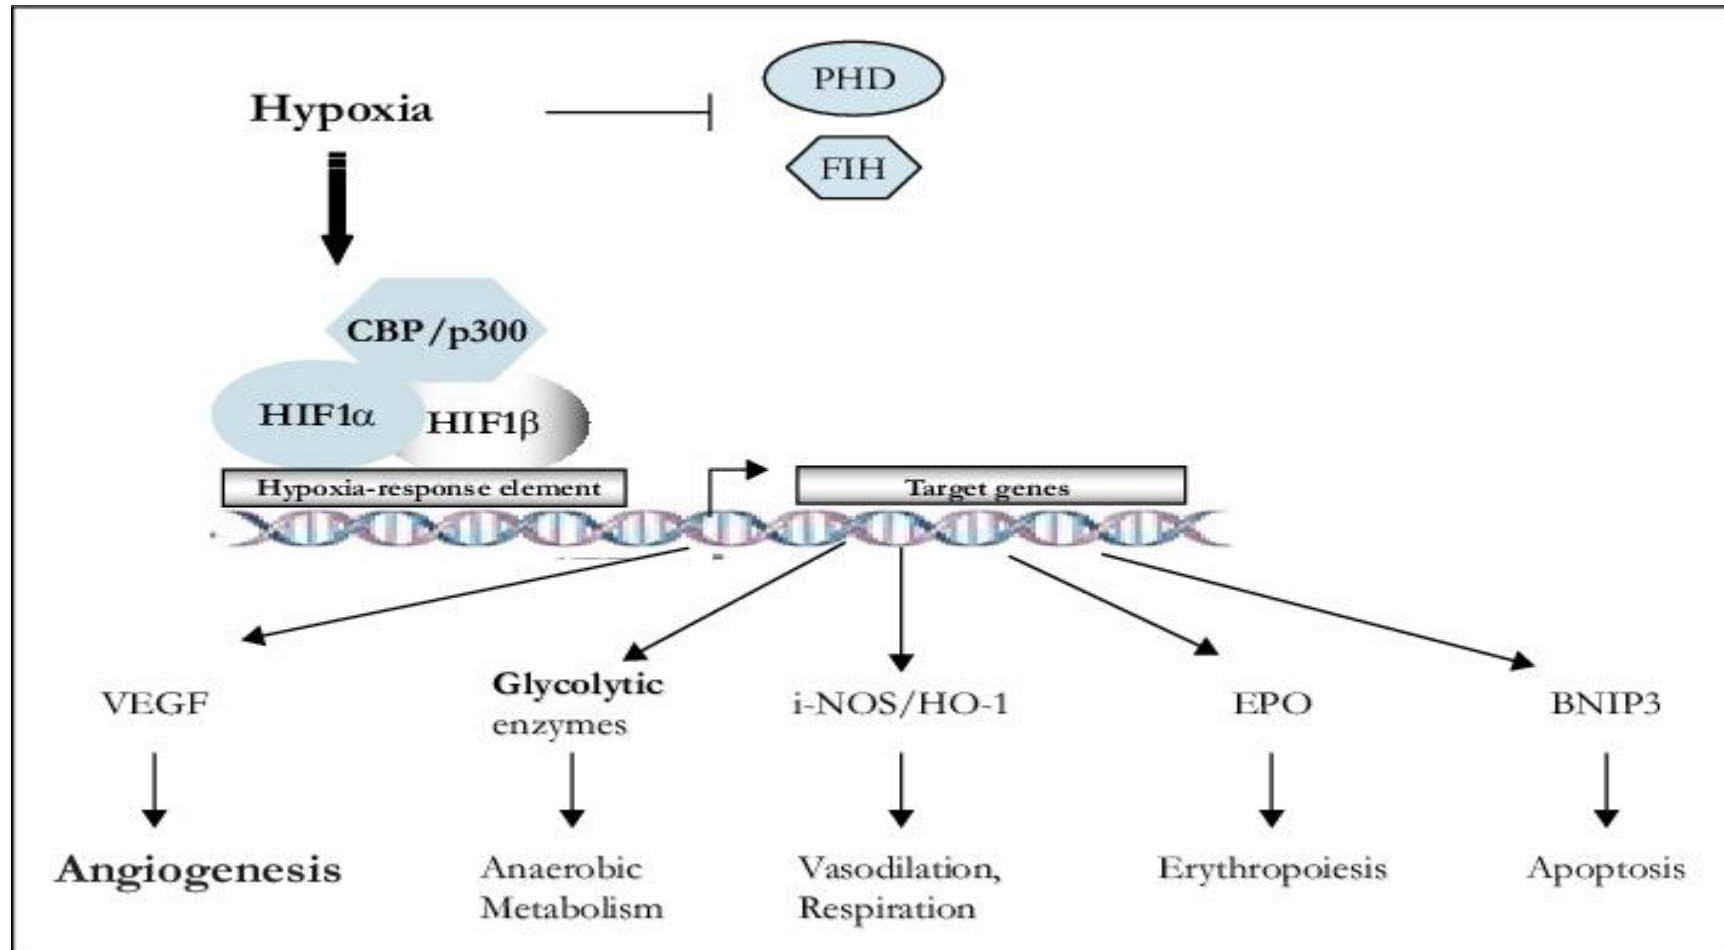 PHD
Hypoxia
FIH
CBP/p300
HIF1α
HIF1β
Hypoxia-response element
Target genes
VEGF
Glycolytic
enzymes
i-NOS/HO-1
EPO
BNIP3
Angiogenesis
Anaerobic
Metabolism
Vasodilation,
Respiration
Erythropoiesis
Apoptosis